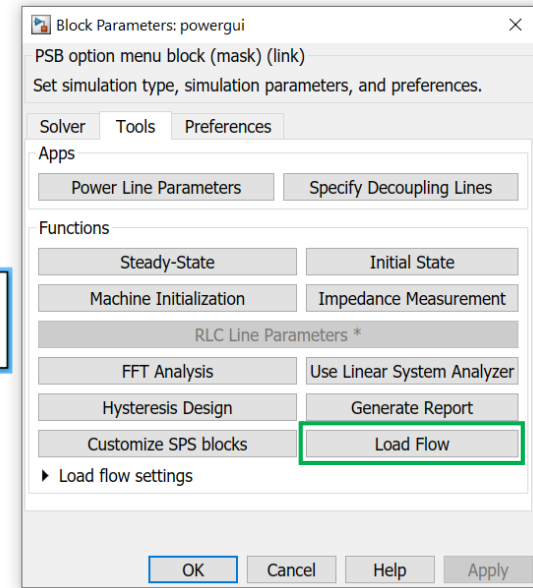 Block Parameters: powergui
PSB option menu block (mask) (link)
Set simulation type, simulation parameters, and preferences.
Solver Tools Preferences
Apps
Power Line Parameters Specify Decoupling Lines
Functions
Steady-State Initial State
Machine Initialization Impedance Measurement
RLC Line Parameters *
FFT Analysis Use Linear System Analyzer
Hysteresis Design Generate Report
Customize SPS blocks Load Flow
Load flow settings
OK Cancel Help Apply